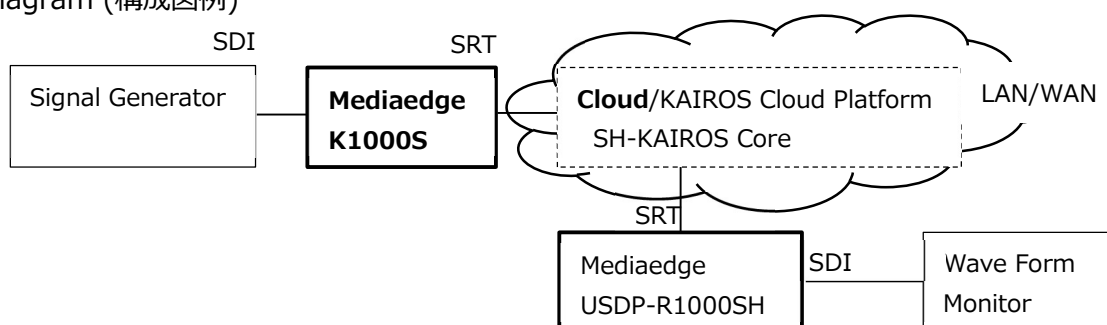 iagram (構成図例)
SDI
SRT
Signal Generator
Mediaedge
K1000S
Cloud/KAIROS Cloud Platform
SH-KAIROS Core
LAN/WAN
SRT
Mediaedge
USDP-R1000SH
SDI
Wave Form
Monitor